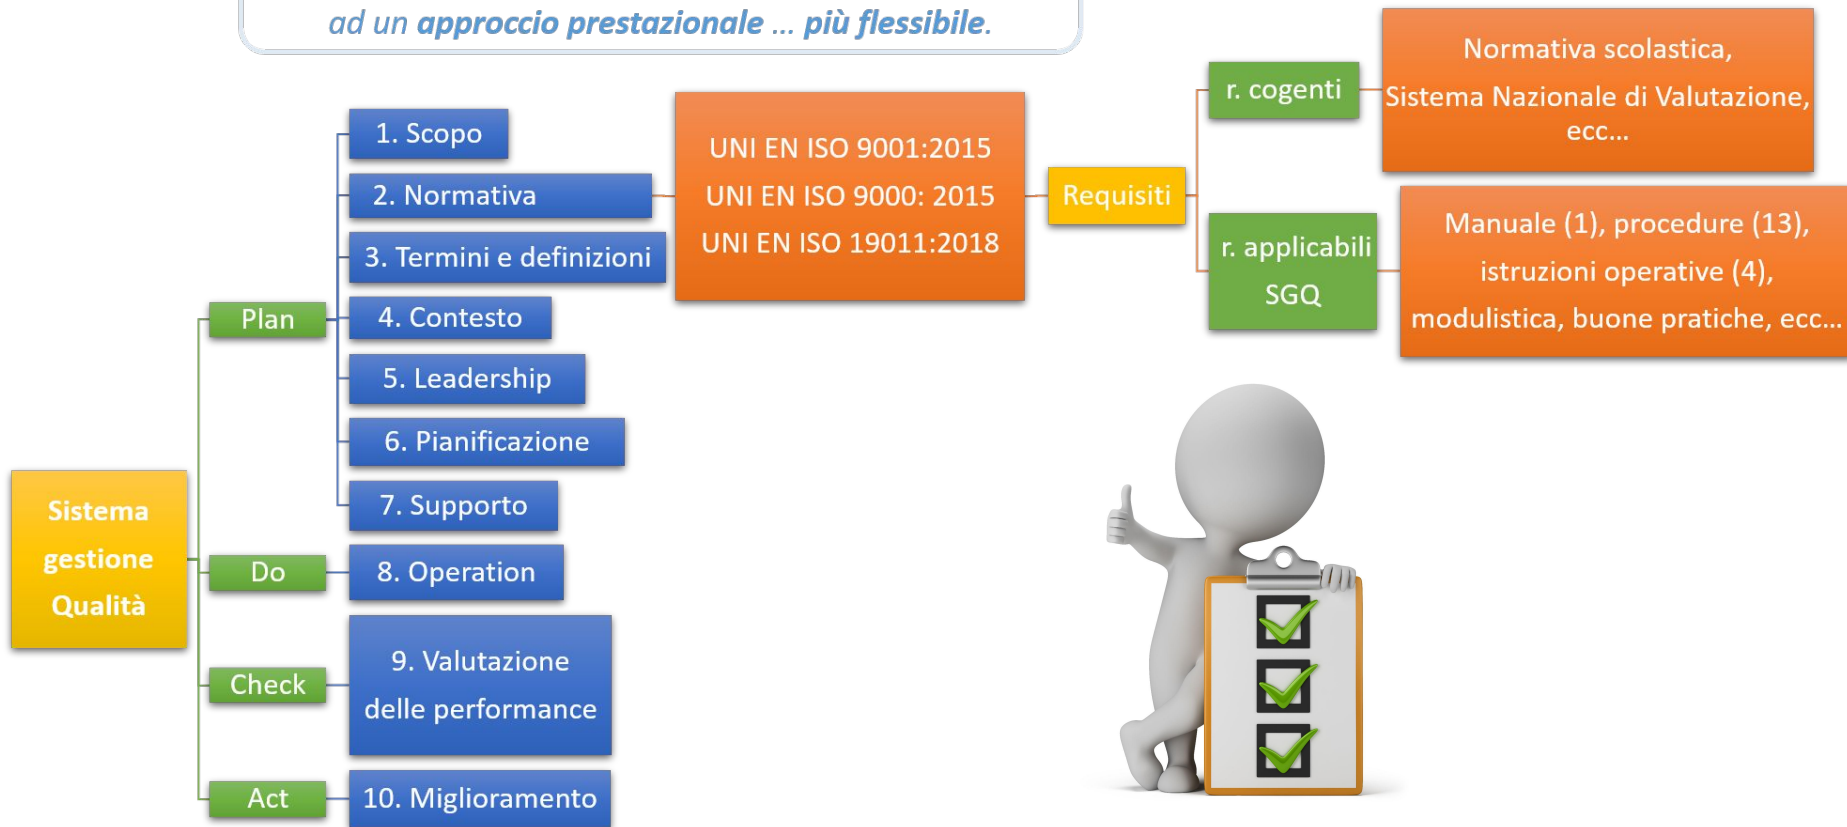 ad un approccio prestazionale ... più flessibile.
Sistema
gestione
Qualità
Plan
1. Scopo
2. Normativa
UNI EN ISO 9001:2015
UNI EN ISO 9000: 2015
UNI EN ISO 19011:2018
Requisiti
r. cogenti
Normativa scolastica,
Sistema Nazionale di Valutazione,
ecc...
r. applicabili
SGQ
Manuale (1), procedure (13),
istruzioni operative (4),
modulistica, buone pratiche, ecc...
3. Termini e definizioni
4. Contesto
5. Leadership
6. Pianificazione
7. Supporto
Do
8. Operation
Check
9. Valutazione
delle performance
Act
10. Miglioramento